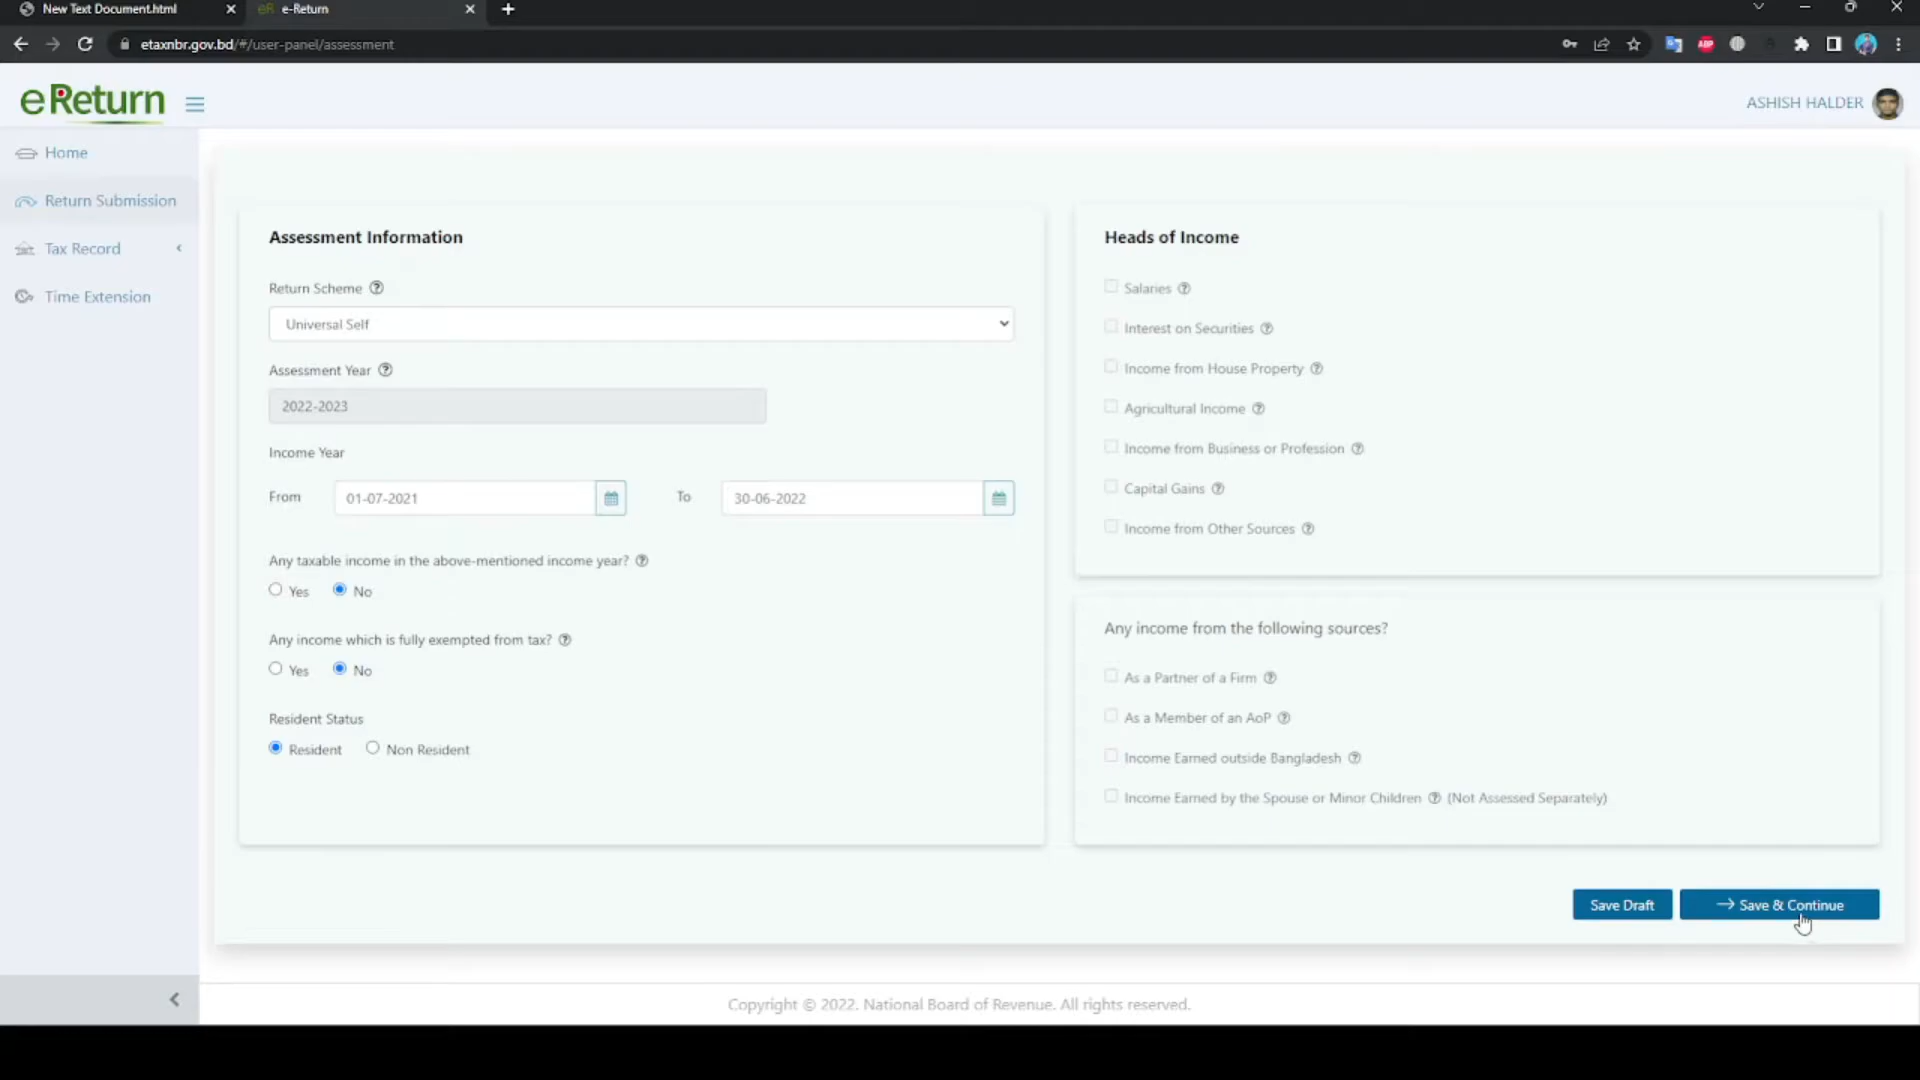 New Text Document.html
eR e-Return
etaxnbr.gov.bd/#/user-panel/assessment
ABP
eReturn
ASHISH HALDER
Home
Return Submission
Tax Record
Time Extension
Assessment Information
Return Scheme
Universal Self
Assessment Year
2022-2023
Income Year
From 01-07-2021 To 30-06-2022
Any taxable income in the above-mentioned income year?
Yes No
Any income which is fully exempted from tax?
Yes No
Resident Status
Resident Non Resident
Heads of Income
Salaries
Interest on Securities
Income from House Property
Agricultural Income
Income from Business or Profession
Capital Gains
Income from Other Sources
Any income from the following sources?
As a Partner of a Firm
As a Member of an AoP
Income Earned outside Bangladesh
Income Earned by the Spouse or Minor Children (Not Assessed Separately)
Save Draft
Save & Continue
Copyright © 2022. National Board of Revenue. All rights reserved.